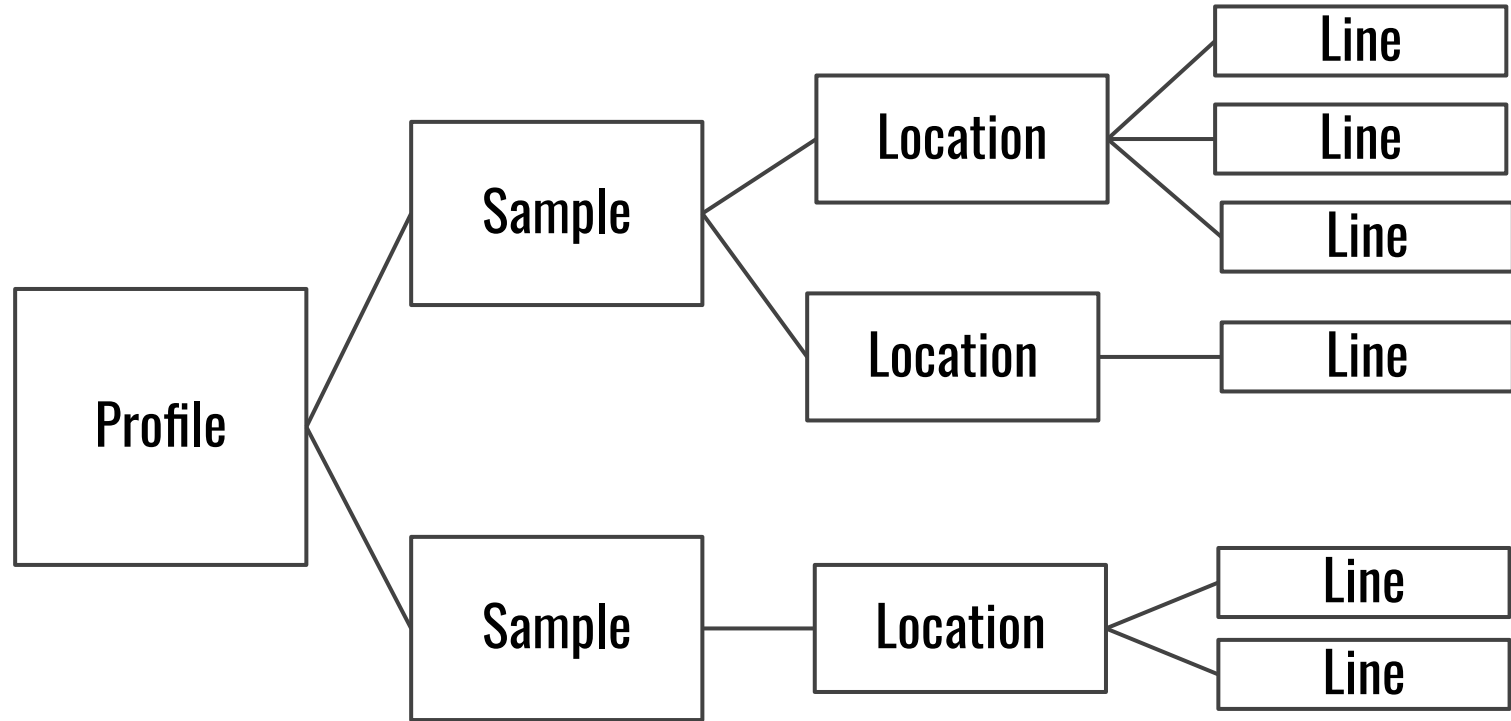 Profile
Sample
Location
Line
Line
Line
Location
Line
Sample
Location
Line
Line